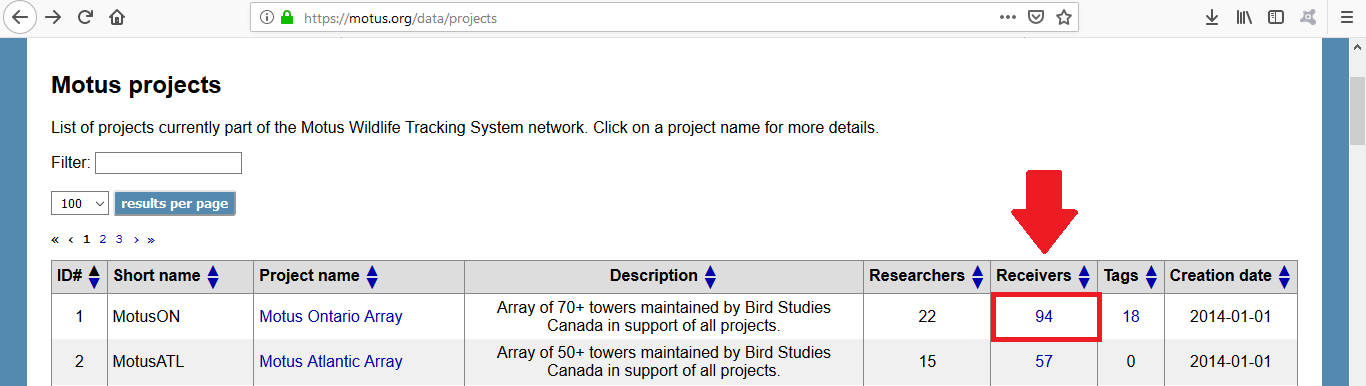 https://motus.org/data/projects
Motus projects
List of projects currently part of the Motus Wildlife Tracking System network. Click on a project name for more details.
Filter:
100 results per page
« ‹ 1 2 3 › »
ID# Short name Project name Description Researchers Receivers Tags Creation date
1 MotusON Motus Ontario Array Array of 70+ towers maintained by Bird Studies Canada in support of all projects. 22 94 18 2014-01-01
2 MotusATL Motus Atlantic Array Array of 50+ towers maintained by Bird Studies Canada in support of all projects. 15 57 0 2014-01-01